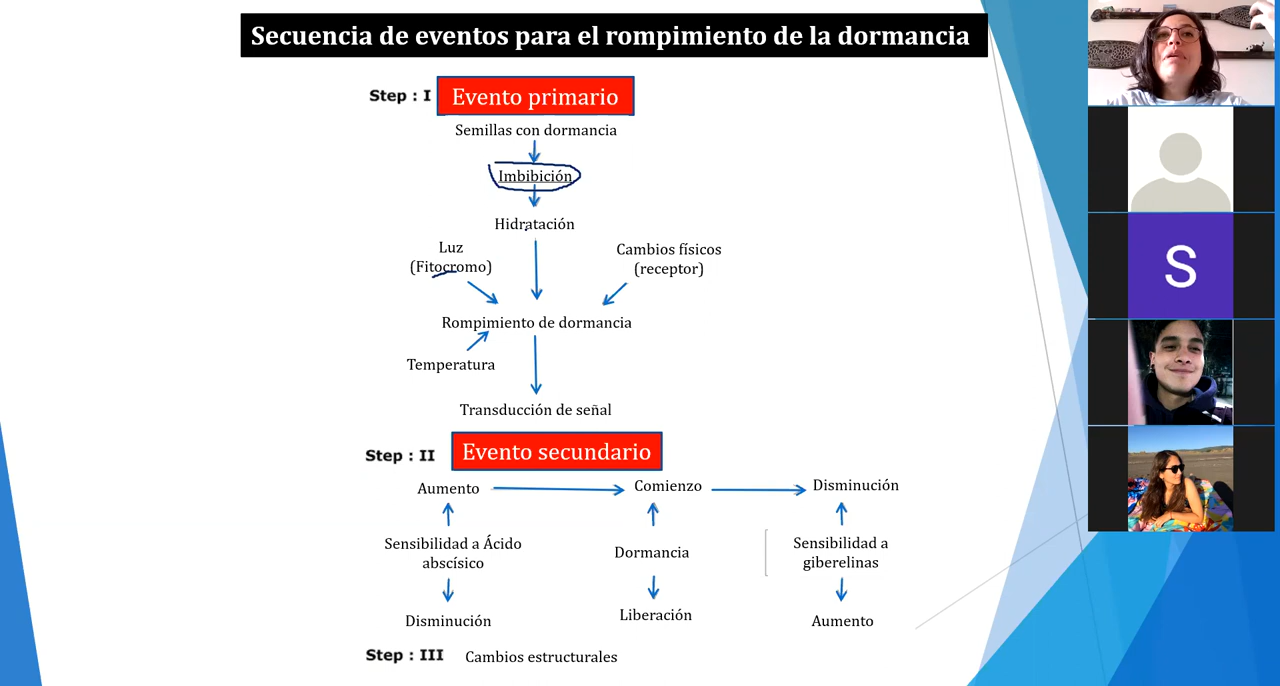 Secuencia de eventos para el rompimiento de la dormancia
Step : I Evento primario
Semillas con dormancia
Imbibición
Hidratación
Luz
(Fitocromo)
Cambios físicos
(receptor)
Rompimiento de dormancia
Temperatura
Transducción de señal
Step : II Evento secundario
Aumento Comienzo Disminución
Sensibilidad a Ácido
abscísico
Dormancia
Sensibilidad a
giberelinas
Disminución Liberación Aumento
Step : III Cambios estructurales
S